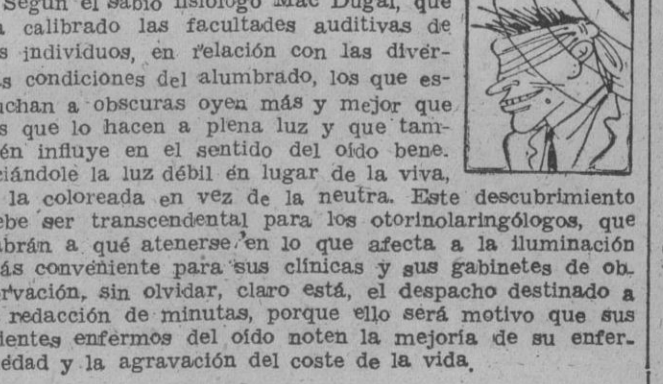 Según el sabio fisiólogo Mac Dugal, que
calibrado las facultades auditivas de
individuos, en relación con las diver-
s condiciones del alumbrado, los que es-
uchan a obscuras oyen más y mejor que
s que lo hacen a plena luz y que tam-
én influye en el sentido del oído bene.
ciándole la luz débil en lugar de la viva,
la coloreada en vez de la neutra. Este descubrimiento
ebe ser transcendental para los otorinolaringólogos, que
abrán a qué atenerse en lo que afecta a la iluminación
ás conveniente para sus clínicas y sus gabinetes de ob-
rvación, sin olvidar, claro está, el despacho destinado a
redacción de minutas, porque ello será motivo que sus
ientes enfermos del oído noten la mejoría de su enfer-
edad y la agravación del coste de la vida.